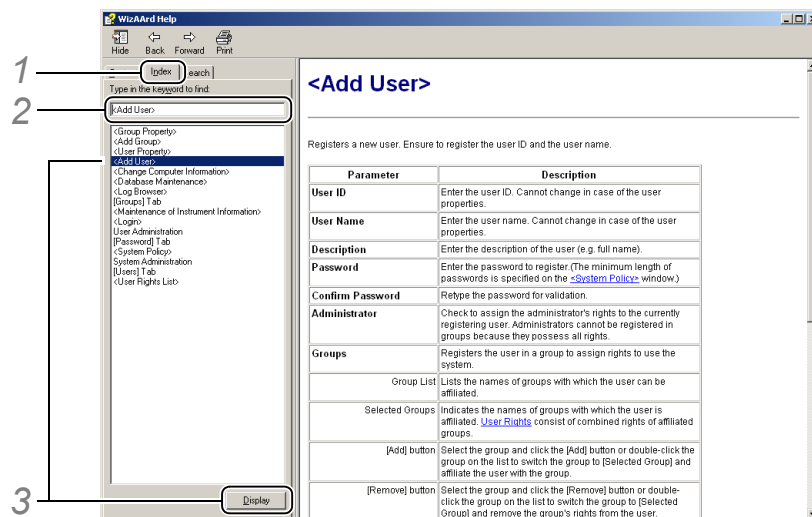 WizAArd Help
Hide Back Forward Print
1
Index earch
Type in the keyword to find:
2
<Add User>
<Group Property>
<Add Group>
<User Property>
<Add User>
<Change Computer Information>
<Database Maintenance>
<Log Browser>
[Groups] Tab
<Maintenance of Instrument Information>
<Login>
User Administration
[Password] Tab
<System Policy>
System Administration
[Users] Tab
<User Rights List>
3
Display
<Add User>
Registers a new user. Ensure to register the user ID and the user name.
Parameter Description
User ID Enter the user ID. Cannot change in case of the user
properties.
User Name Enter the user name. Cannot change in case of the user
properties.
Description Enter the description of the user (e.g. full name).
Password Enter the password to register.(The minimum length of
passwords is specified on the <System Policy> window.)
Confirm Password Retype the password for validation.
Administrator Check to assign the administrator's rights to the currently
registering user. Administrators cannot be registered in
groups because they possess all rights.
Groups Registers the user in a group to assign rights to use the
system.
Group List Lists the names of groups with which the user can be
affiliated.
Selected Groups Indicates the names of groups with which the user is
affiliated. User Rights consist of combined rights of affiliated
groups.
[Add] button Select the group and click the [Add] button or double-click the
group on the list to switch the group to [Selected Group] and
affiliate the user with the group.
[Remove] button Select the group and click the [Remove] button or double-
click the group on the list to switch the group to [Selected
Group] and remove the group's rights from the user.